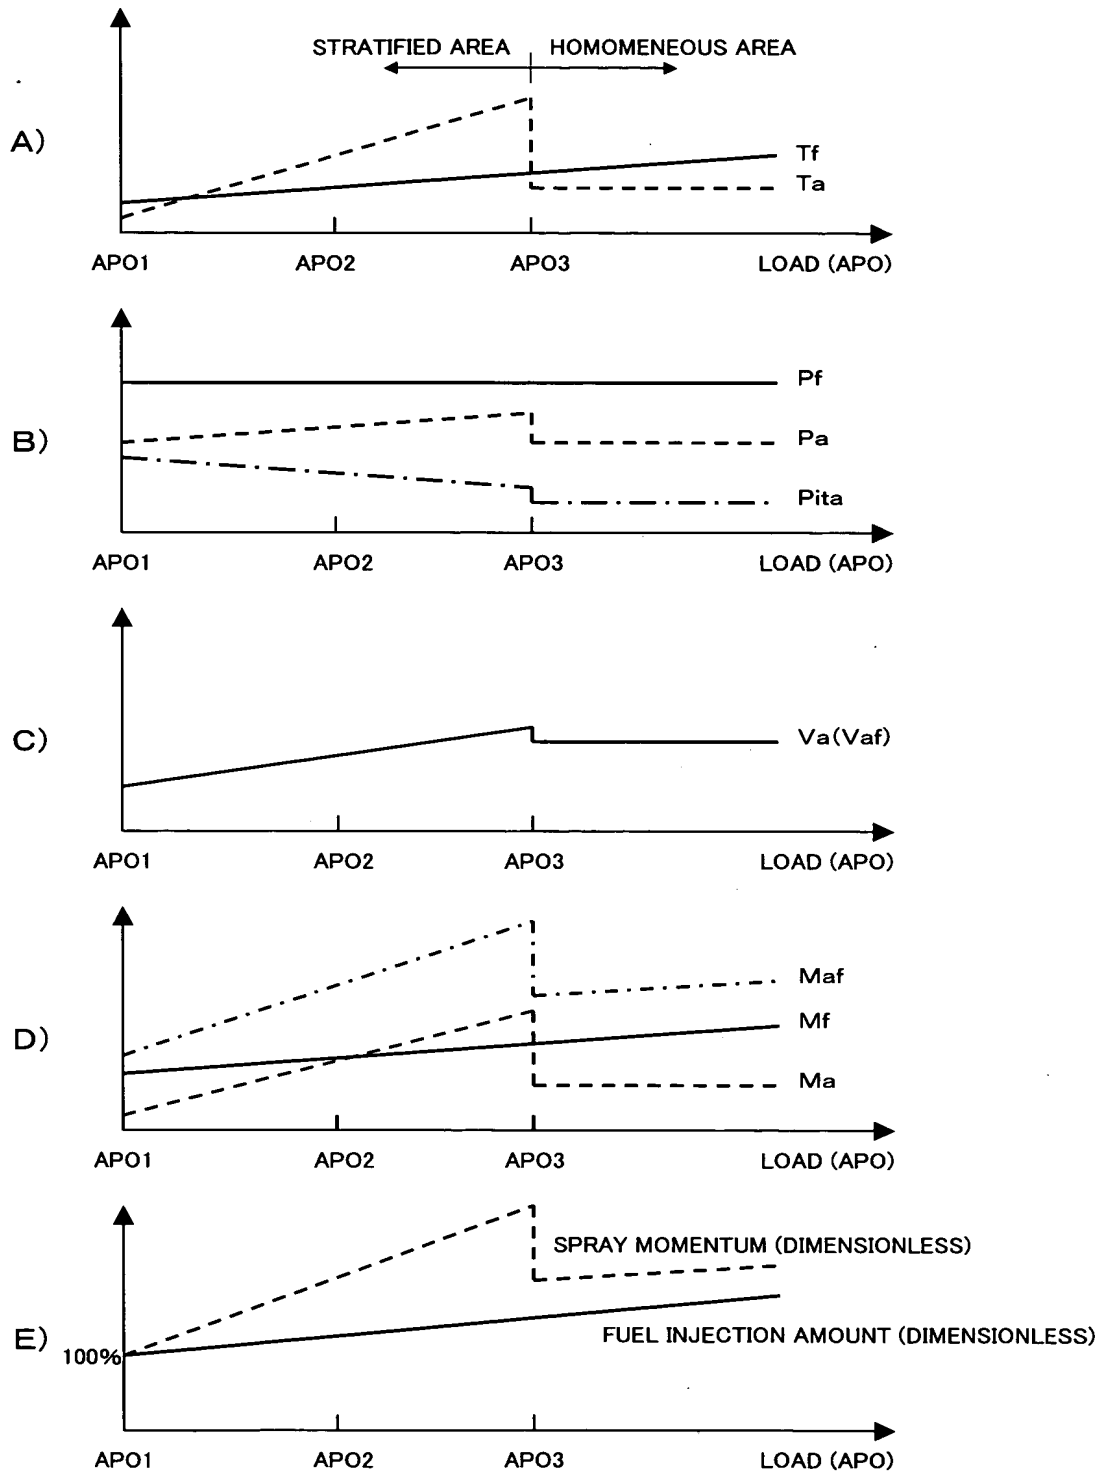 STRATIFIED AREA HOMOMENEOUS AREA
A)
Tf
Ta
APO1 APO2 APO3 LOAD (APO)
B)
Pf
Pa
Pita
APO1 APO2 APO3 LOAD (APO)
C)
Va(Vaf)
APO1 APO2 APO3 LOAD (APO)
D)
Maf
Mf
Ma
APO1 APO2 APO3 LOAD (APO)
E)
SPRAY MOMENTUM (DIMENSIONLESS)
FUEL INJECTION AMOUNT (DIMENSIONLESS)
100%
APO1 APO2 APO3 LOAD (APO)